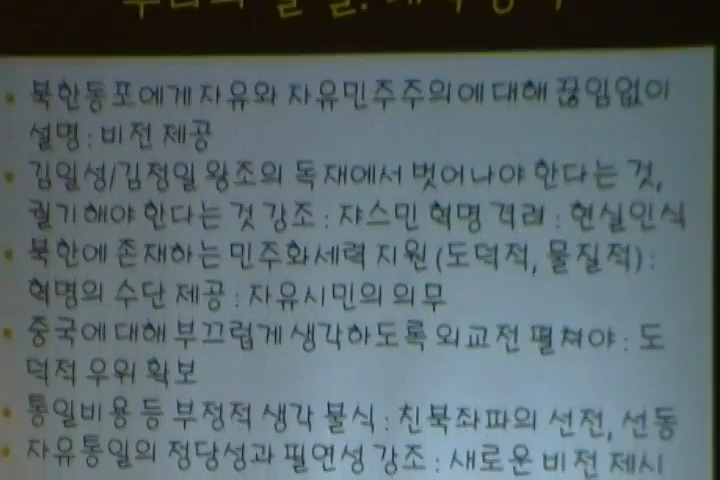 • 북한동포에게 자유와 자유민주주의에 대해 끊임없이
설명 : 비전 제공
• 김일성/김정일 왕조의 독재에서 벗어나야 한다는 것,
궐기해야 한다는 것 강조 : 쟈스민 혁명 격려 : 현실인식
• 북한에 존재하는 민주화세력 지원 (도덕적, 물질적) :
혁명의 수단 제공 : 자유시민의 의무
• 중국에 대해 부끄럽게 생각하도록 외교전 펼쳐야 : 도
덕적 우위 확보
• 통일비용 등 부정적 생각 불식 : 친북좌파의 선전, 선동
• 자유통일의 정당성과 필연성 강조 : 새로운 비전 제시